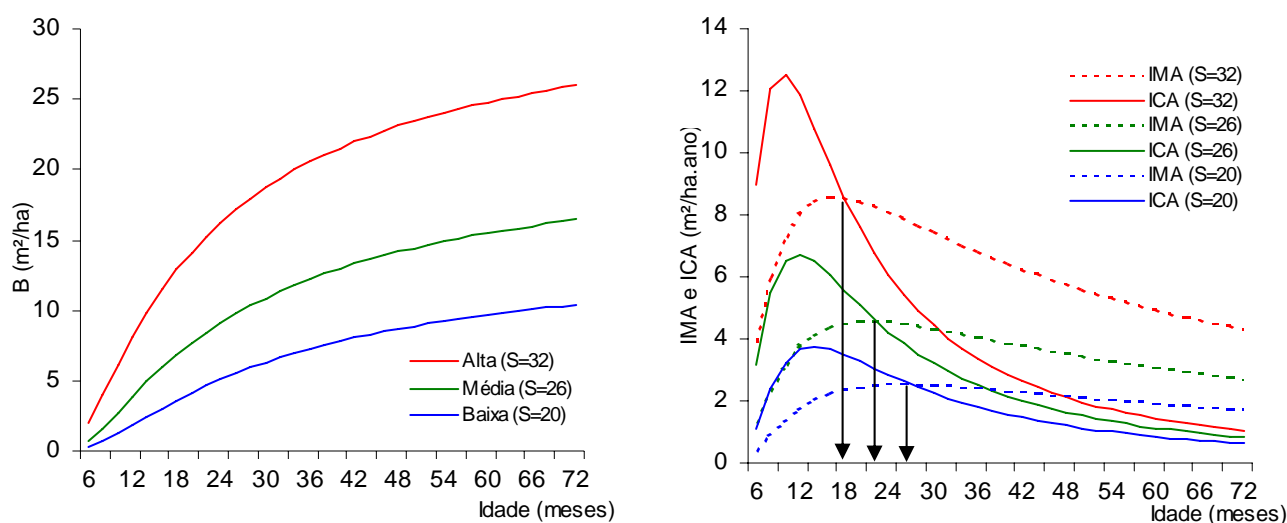 B (m²/ha)
30
25
20
15
10
5
0
Alta (S=32)
Média (S=26)
Baixa (S=20)
6 12 18 24 30 36 42 48 54 60 66 72
Idade (meses)
IMA e ICA (m²/ha.ano)
14
12
10
8
6
4
2
0
IMA (S=32)
ICA (S=32)
IMA (S=26)
ICA (S=26)
IMA (S=20)
ICA (S=20)
6 12 18 24 30 36 42 48 54 60 66 72
Idade (meses)